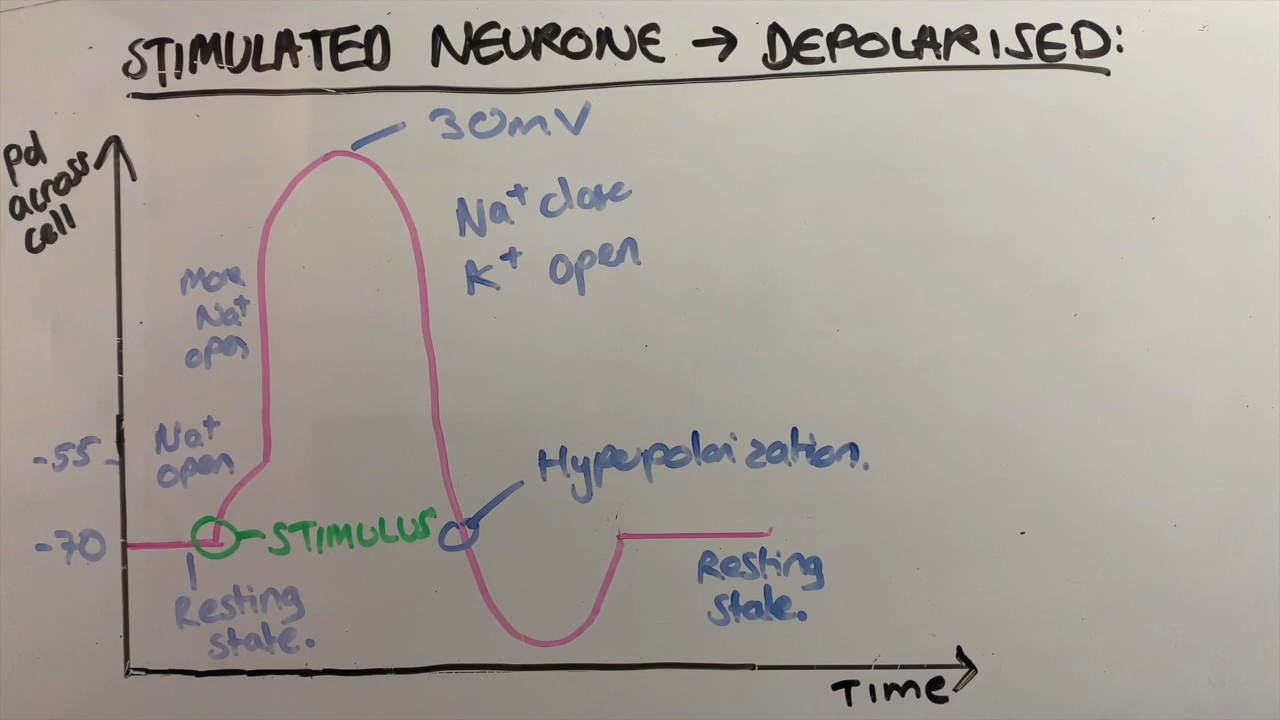 STIMULATED NEURONE → DEPOLARISED:
pd
across
cell
30mV
Na⁺ close
K⁺ open
More
Na⁺
open
Na⁺
open
-55
Hyperpolarization.
STIMULUS
-70
Resting
state.
Resting
state.
Time